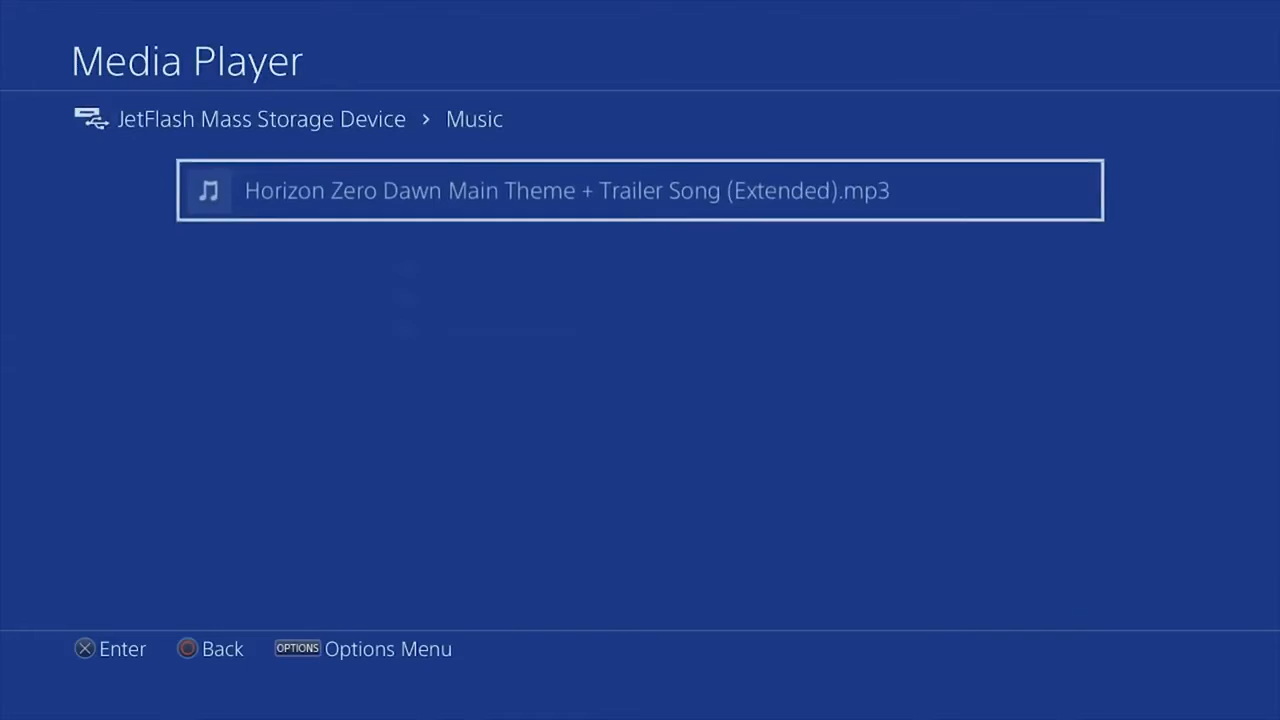 Media Player
JetFlash Mass Storage Device > Music
Horizon Zero Dawn Main Theme + Trailer Song (Extended).mp3
Enter Back OPTIONS Options Menu